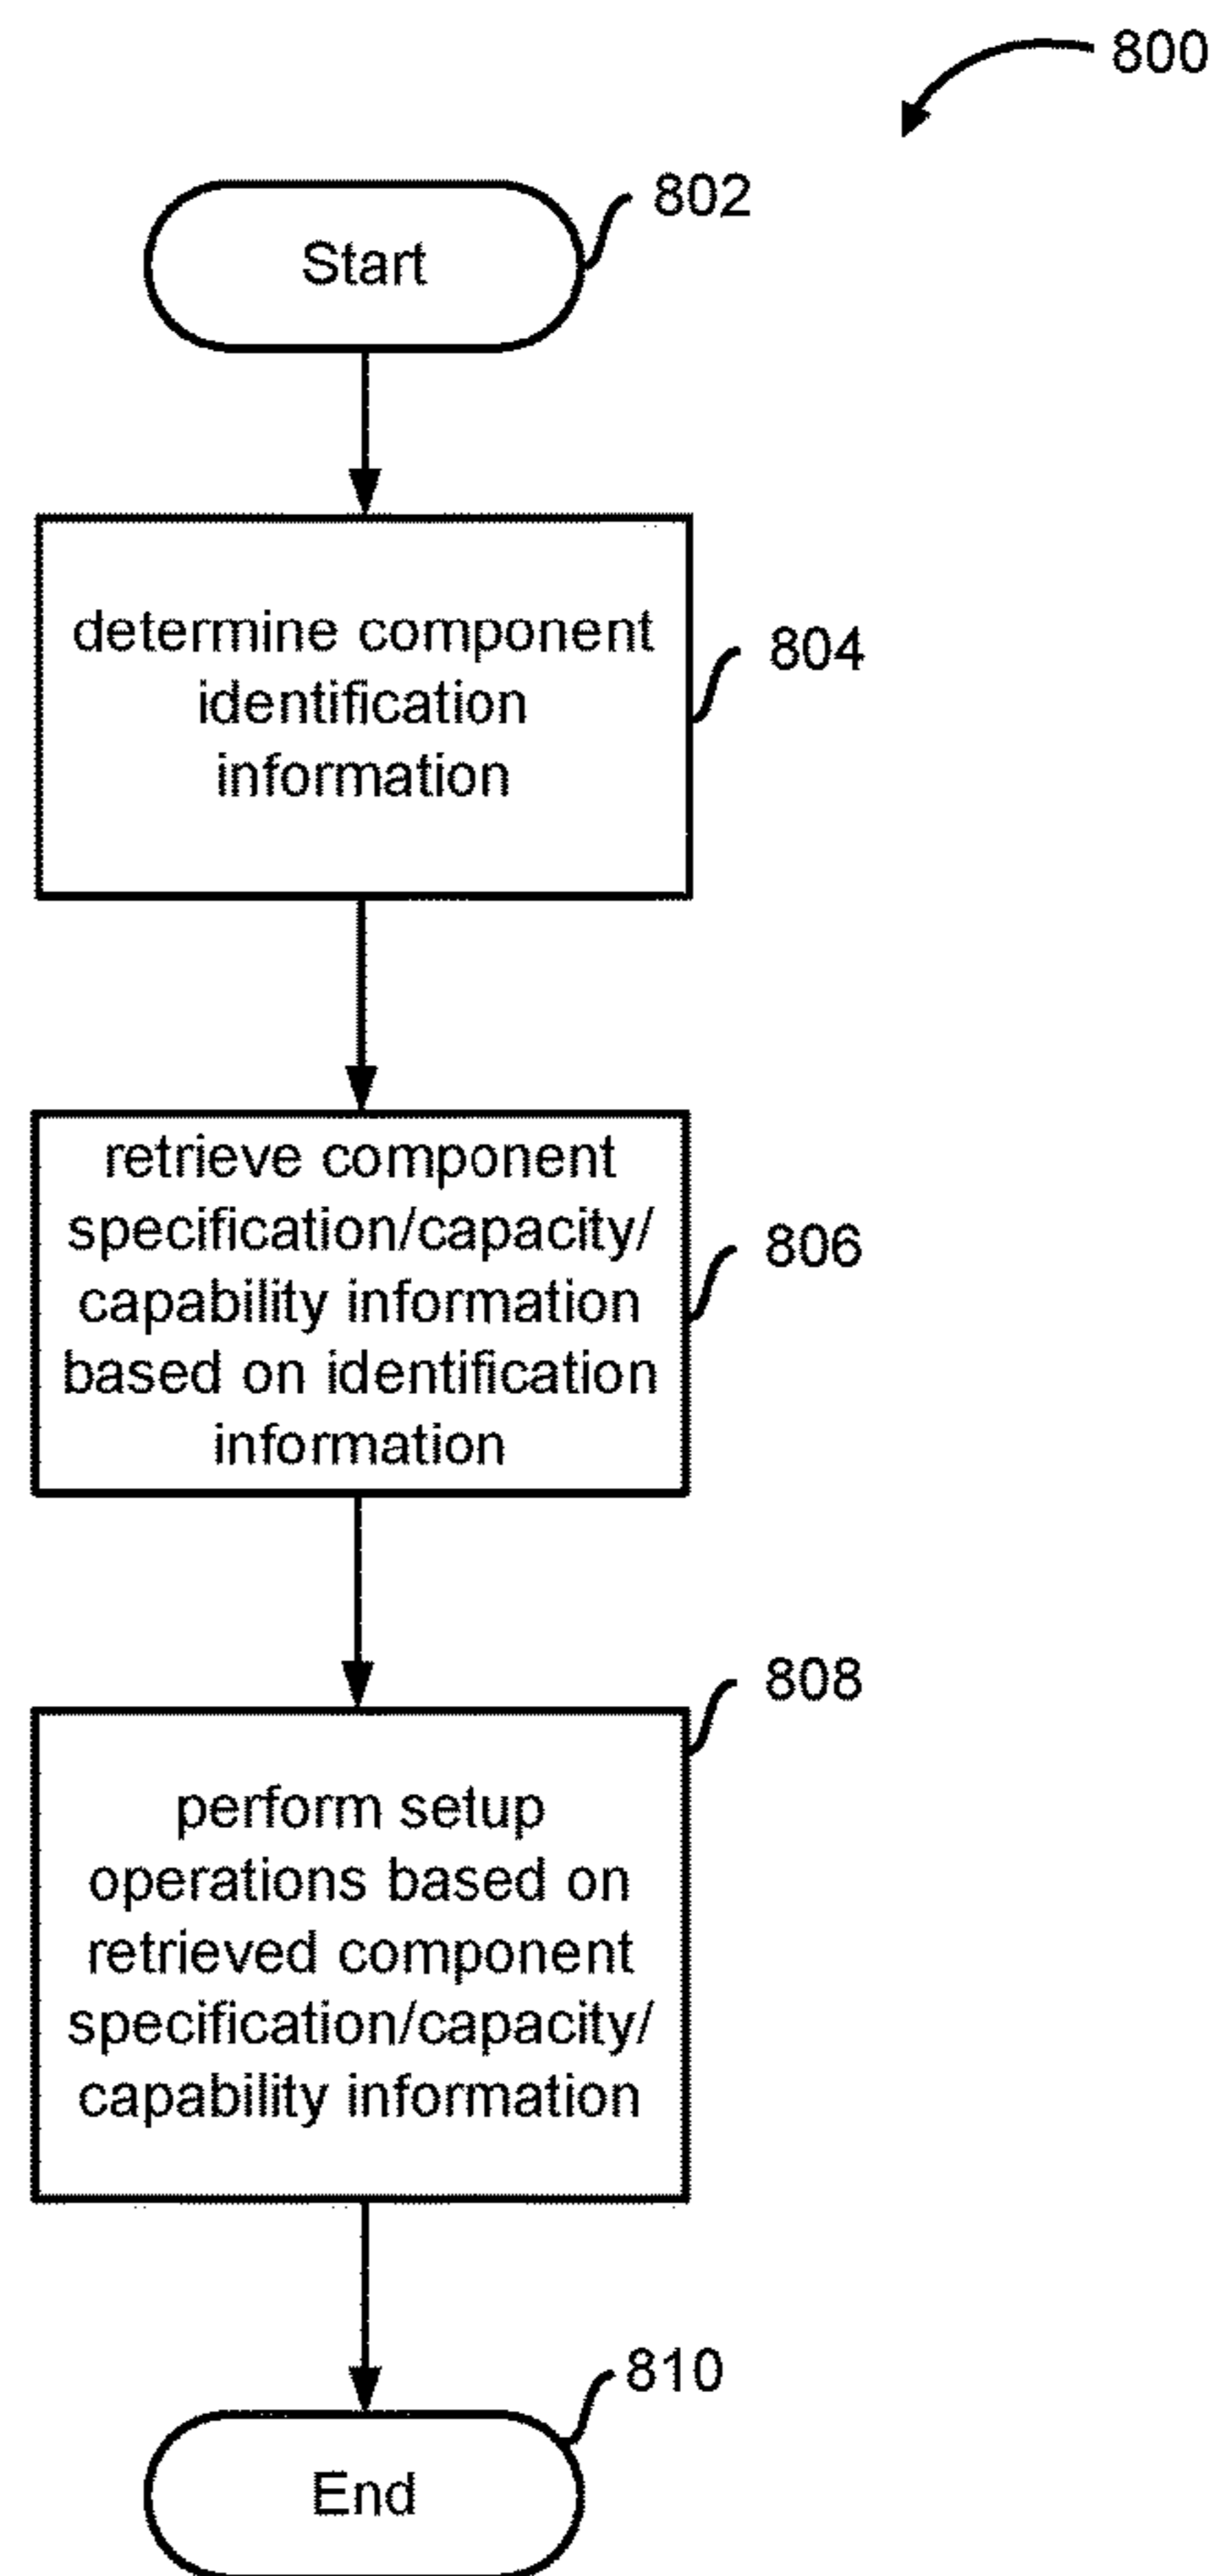 800
802
Start
determine component
identification
information
804
retrieve component
specification/capacity/
capability information
based on identification
information
806
808
perform setup
operations based on
retrieved component
specification/capacity/
capability information
810
End